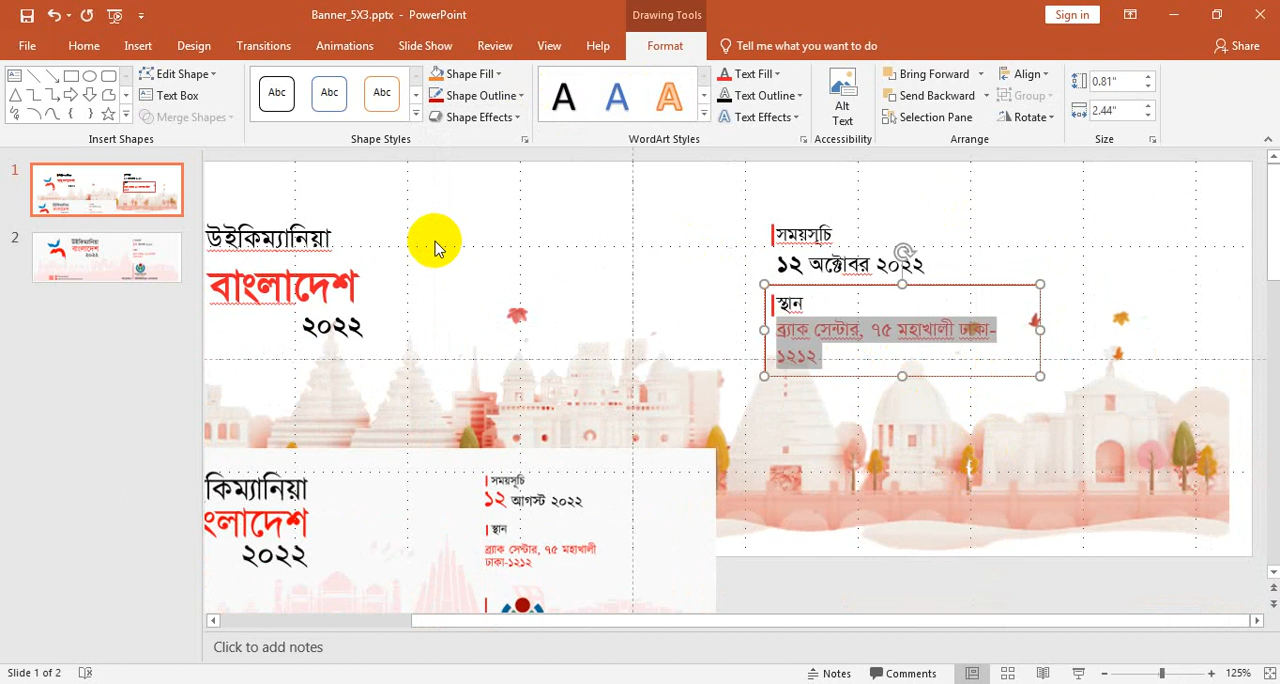 Banner_5X3.pptx - PowerPoint
Drawing Tools
Sign in
File Home Insert Design Transitions Animations Slide Show Review View Help Format Tell me what you want to do Share
Edit Shape
Text Box
Merge Shapes
Insert Shapes
Abc Abc Abc
Shape Fill
Shape Outline
Shape Effects
Shape Styles
A A A
Text Fill
Text Outline
Text Effects
WordArt Styles
Alt Text
Accessibility
Bring Forward
Send Backward
Selection Pane
Align
Group
Rotate
Arrange
0.81"
2.44"
Size
1
2
উইকিম্যানিয়া
বাংলাদেশ
২০২২
সময়সূচি
১২ অক্টোবর ২০২২
স্থান
ব্র্যাক সেন্টার, ৭৫ মহাখালী ঢাকা-
১২১২
কিম্যানিয়া
ংলাদেশ
২০২২
সময়সূচি
১২ আগস্ট ২০২২
স্থান
ব্র্যাক সেন্টার, ৭৫ মহাখালী
ঢাকা-১২১২
Click to add notes
Slide 1 of 2
Notes Comments 125%